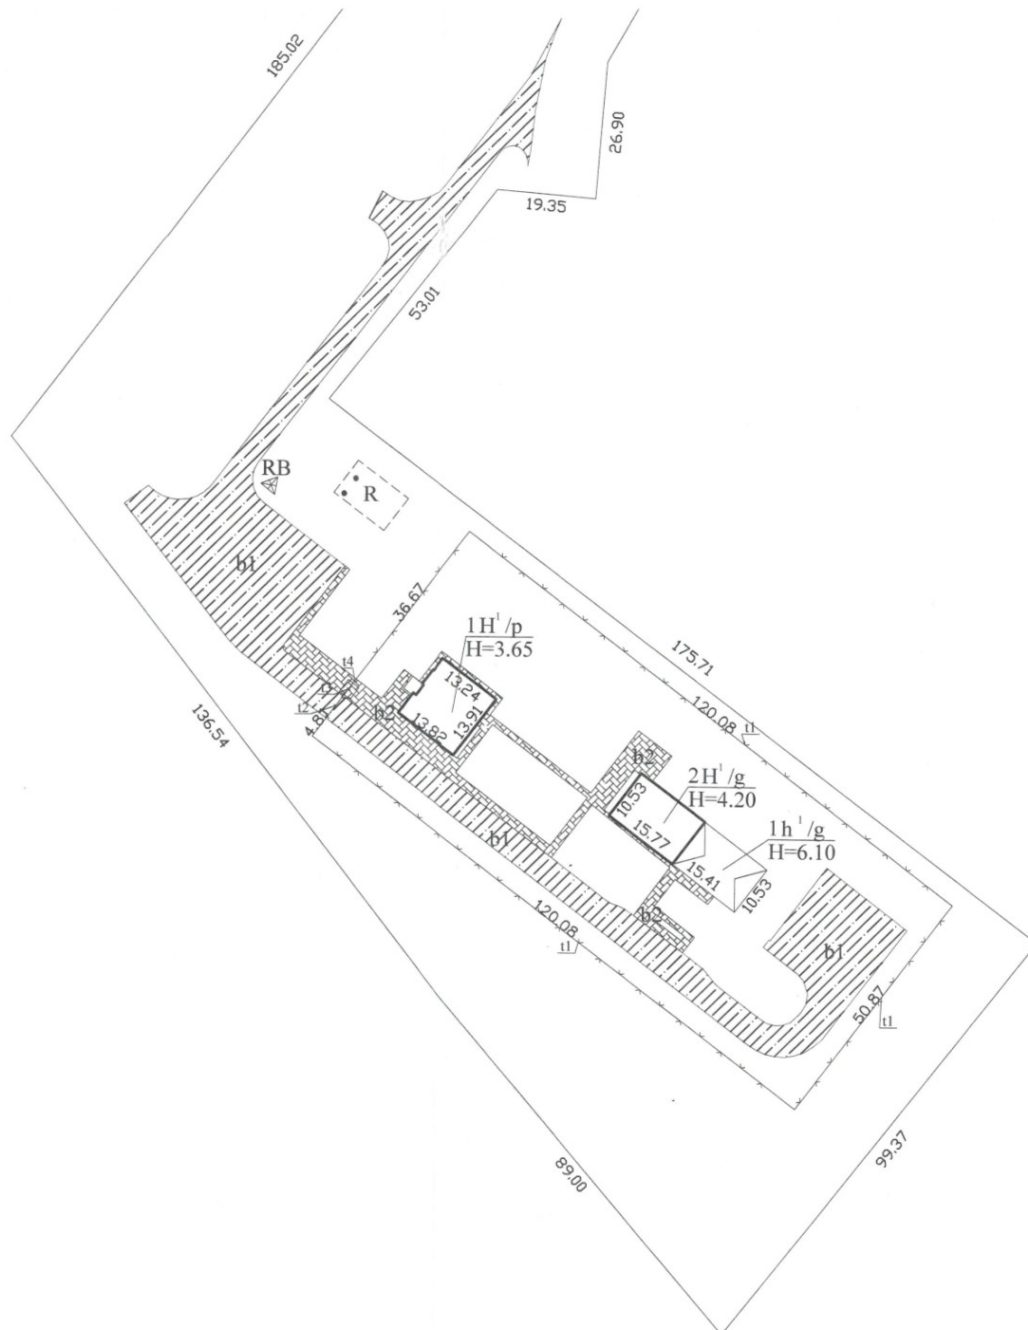 185.02
26.90
19.35
53.01
RB
R
b1
36.67
1H¹/p
H=3.65
175.71
t4
13.24
120.08
t1
t2
b2
136.54
4.87
13.82
13.91
b2
2H¹/g
H=4.20
10.53
15.77
1h¹/g
H=6.10
b1
15.41
10.53
120.08
b2
t1
b1
50.87
t1
89.00
99.37